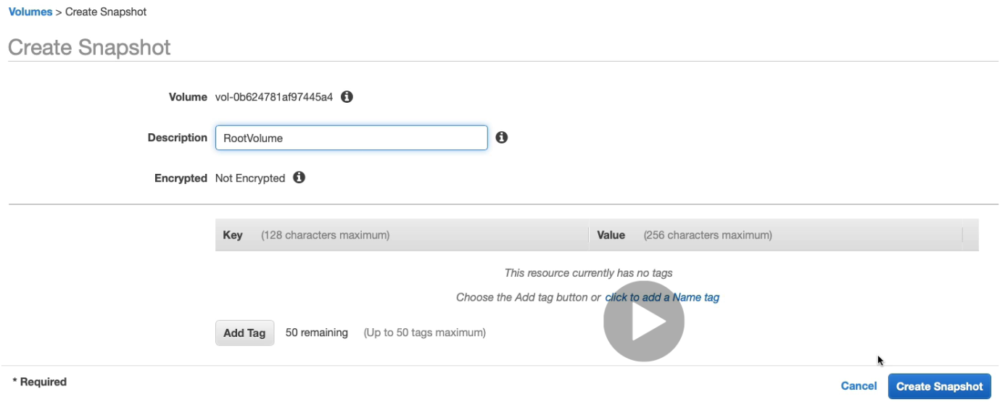 Volumes > Create Snapshot
Create Snapshot
Volume vol-0b624781af97445a4
Description RootVolume
Encrypted Not Encrypted
Key (128 characters maximum) Value (256 characters maximum)
This resource currently has no tags
Choose the Add tag button or click to add a Name tag
Add Tag 50 remaining (Up to 50 tags maximum)
* Required
Cancel Create Snapshot